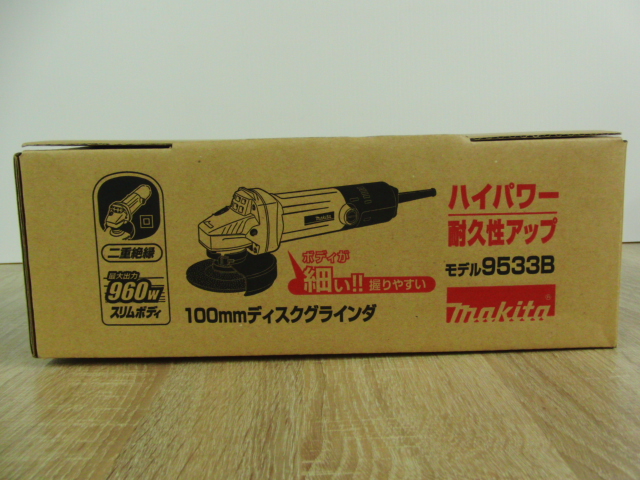 二重絶縁
最大出力
960W
スリムボディ
makita
ボディが
細い!! 握りやすい
100mmディスクグラインダ
ハイパワー
耐久性アップ
モデル9533B
makita